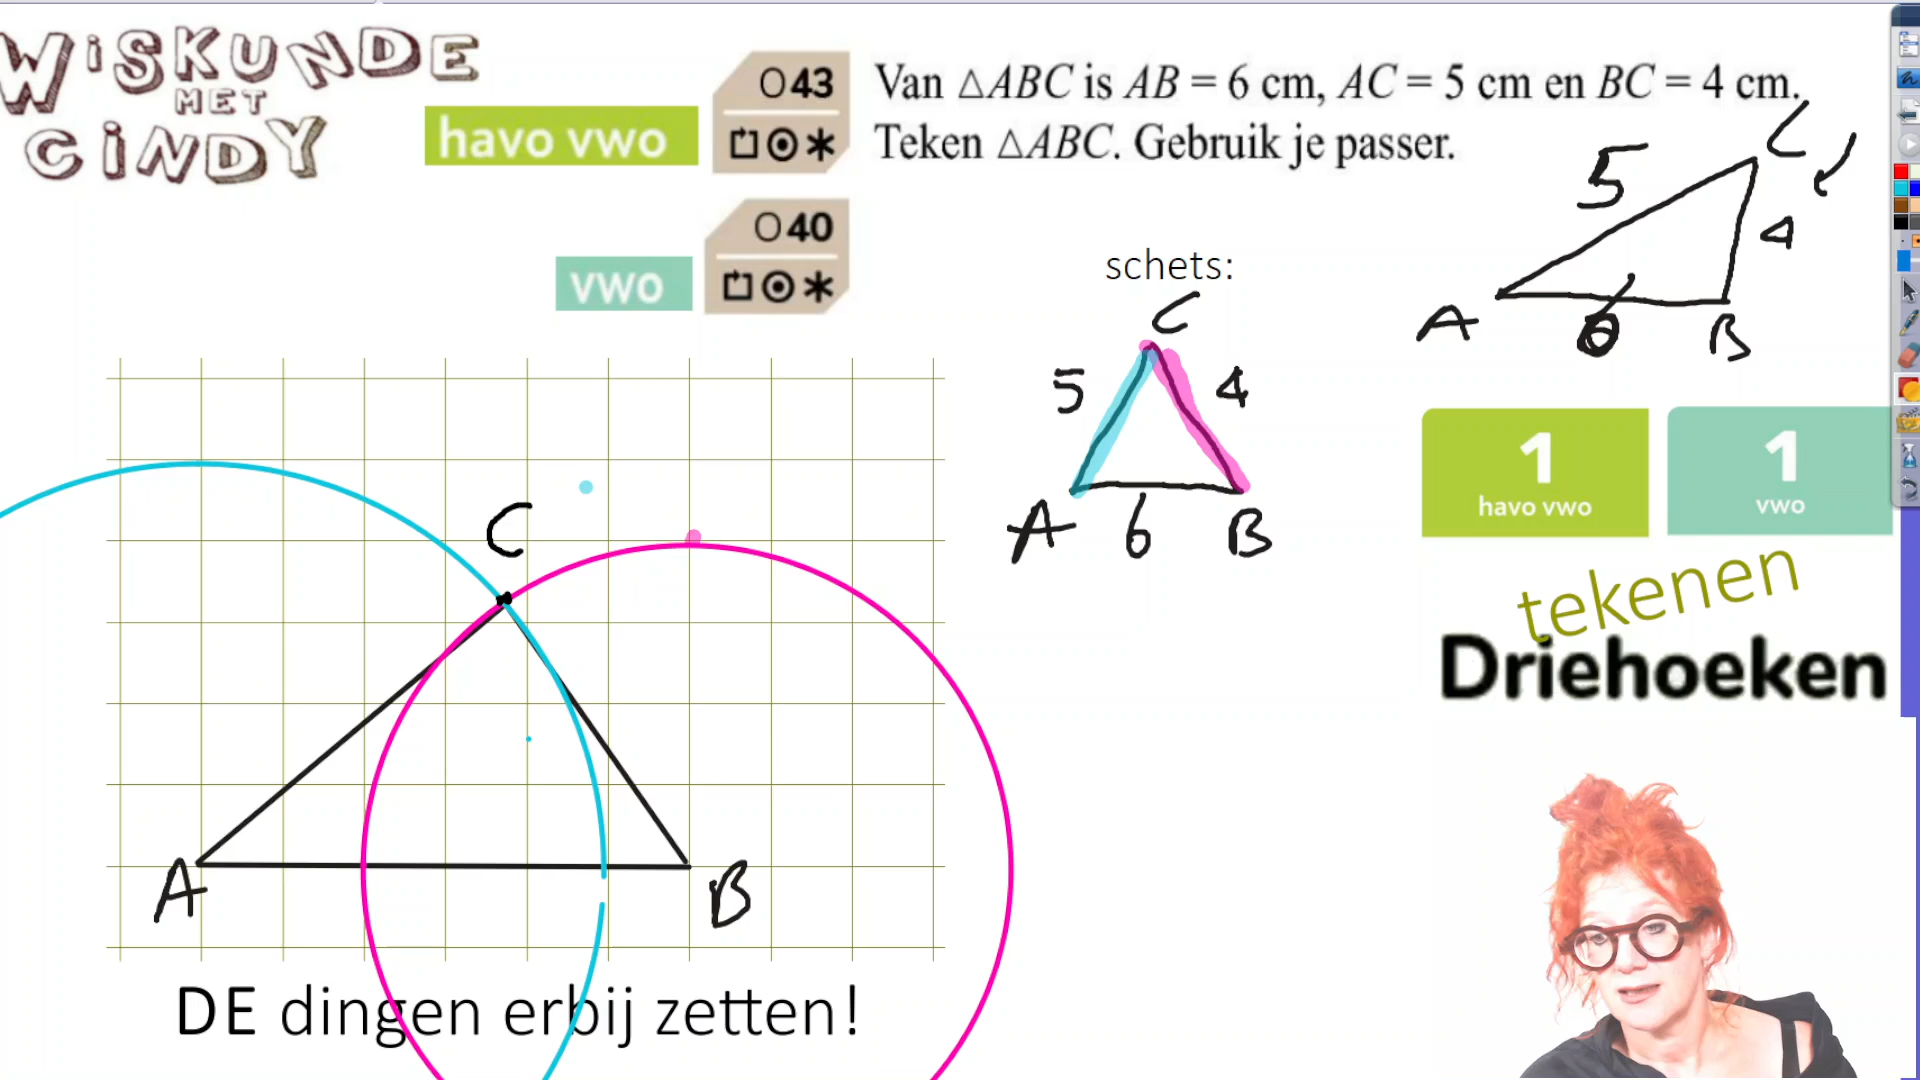 WiSKUNDE
MET
CiNDY
havo vwo
O 43
Van △ABC is AB = 6 cm, AC = 5 cm en BC = 4 cm.
Teken △ABC. Gebruik je passer.
vwo
O 40
schets:
C
5
4
A
6
B
C
5
4
A
6
B
1
havo vwo
1
vwo
tekenen
Driehoeken
C
A
B
DE dingen erbij zetten!